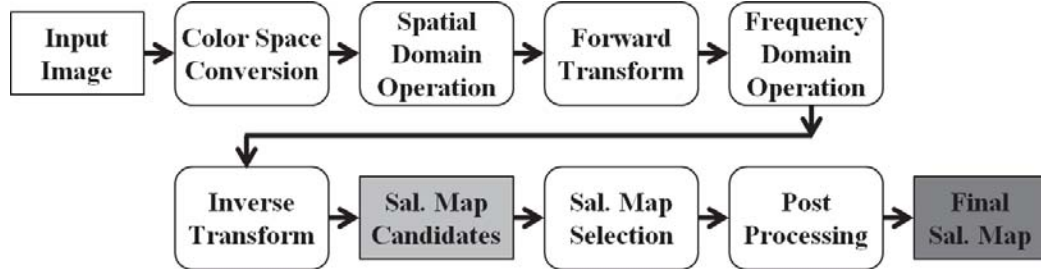 Input
Image
Color Space
Conversion
Spatial
Domain
Operation
Forward
Transform
Frequency
Domain
Operation
Inverse
Transform
Sal. Map
Candidates
Sal. Map
Selection
Post
Processing
Final
Sal. Map